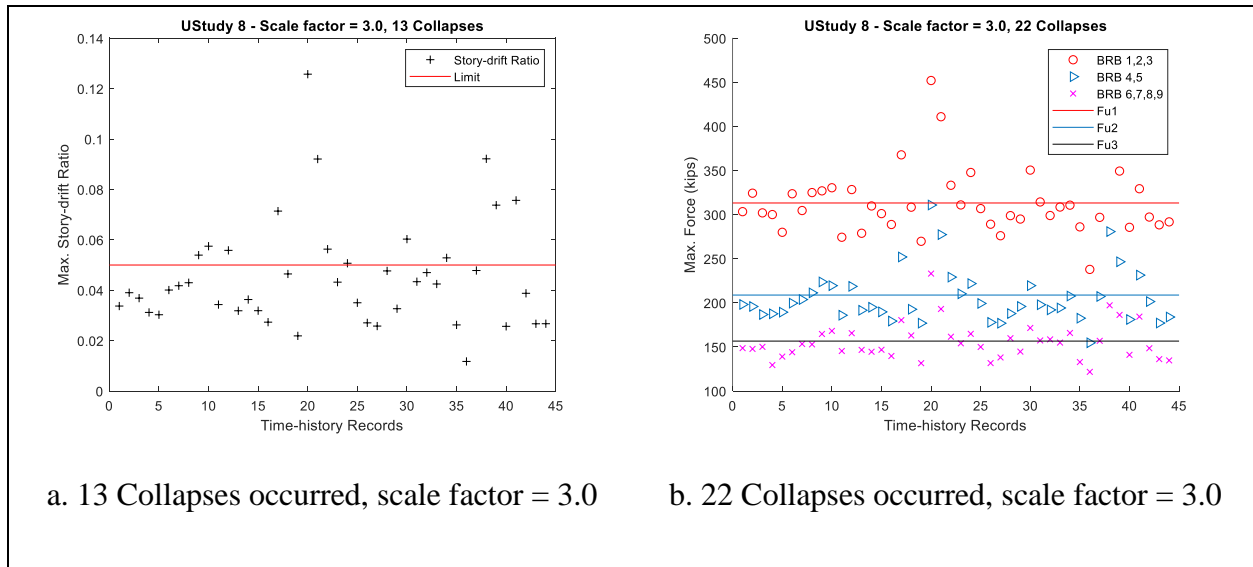 UStudy 8 - Scale factor = 3.0, 13 Collapses
0.14
0.12
0.1
0.08
0.06
0.04
0.02
0
Max. Story-drift Ratio
Story-drift Ratio
Limit
0 5 10 15 20 25 30 35 40 45
Time-history Records
UStudy 8 - Scale factor = 3.0, 22 Collapses
500
450
400
350
300
250
200
150
100
Max. Force (kips)
BRB 1,2,3
BRB 4,5
BRB 6,7,8,9
Fu1
Fu2
Fu3
0 5 10 15 20 25 30 35 40 45
Time-history Records
a. 13 Collapses occurred, scale factor = 3.0
b. 22 Collapses occurred, scale factor = 3.0